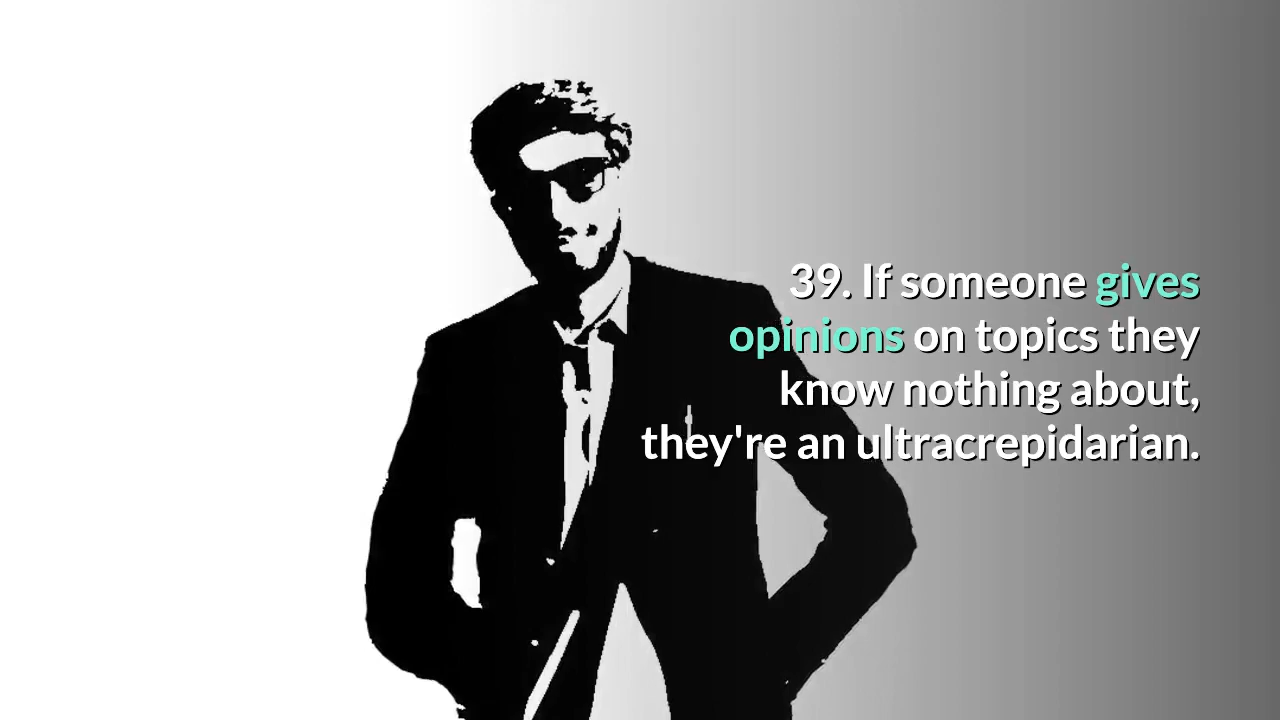 39. If someone gives
opinions on topics they
know nothing about,
they're an ultracrepidarian.